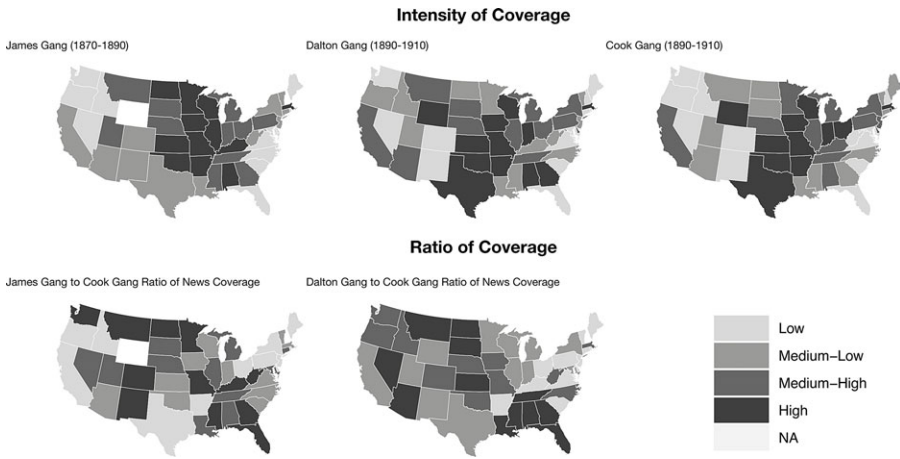 Intensity of Coverage
James Gang (1870-1890)
Dalton Gang (1890-1910)
Cook Gang (1890-1910)
Ratio of Coverage
James Gang to Cook Gang Ratio of News Coverage
Dalton Gang to Cook Gang Ratio of News Coverage
Low
Medium-Low
Medium-High
High
NA